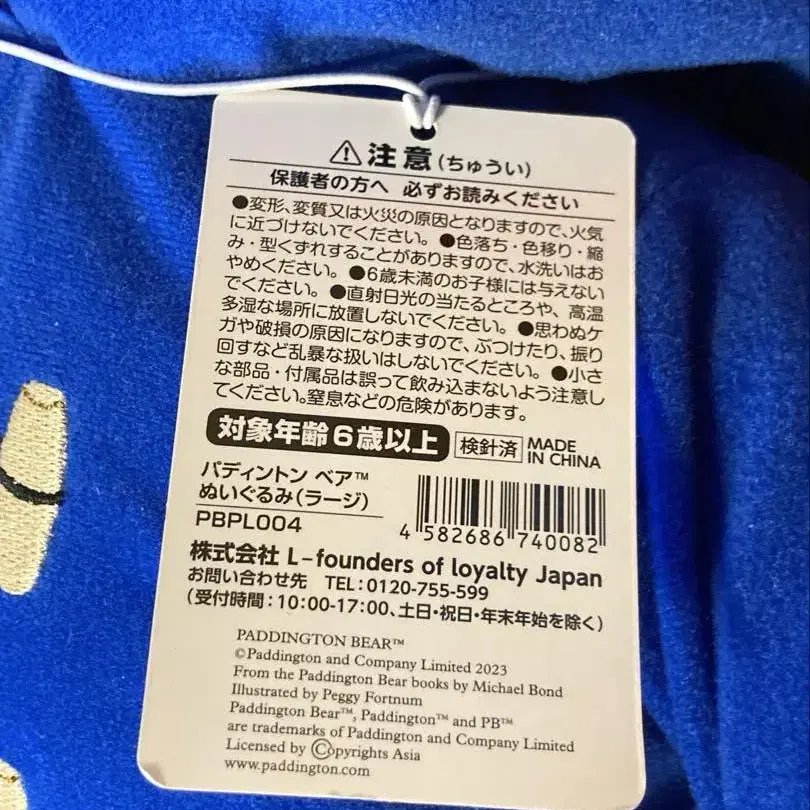 ⚠注意(ちゅうい)
保護者の方へ 必ずお読みください
●変形、変質又は火災の原因となりますので、火気
に近づけないでください。●色落ち・色移り・縮
み・型くずれすることがありますので、水洗いはお
やめください。●6歳未満のお子様には与えない
でください。●直射日光の当たるところや、高温
多湿な場所に放置しないでください。●思わぬケ
ガや破損の原因になりますので、ぶつけたり、振り
回すなど乱暴な扱いはしないでください。●小さ
な部品・付属品は誤って飲み込まないよう注意し
てください。窒息などの危険があります。
対象年齢6歳以上 検針済 MADE IN CHINA
パディントン ベア™
ぬいぐるみ(ラージ)
PBPL004
4 582686 740082
株式会社 L-founders of loyalty Japan
お問い合わせ先 TEL:0120-755-599
(受付時間:10:00-17:00、土日・祝日・年末年始を除く)
PADDINGTON BEAR™
©Paddington and Company Limited 2023
From the Paddington Bear books by Michael Bond
Illustrated by Peggy Fortnum
Paddington Bear™, Paddington™ and PB™
are trademarks of Paddington and Company Limited
Licensed by Ⓒopyrights Asia
www.paddington.com